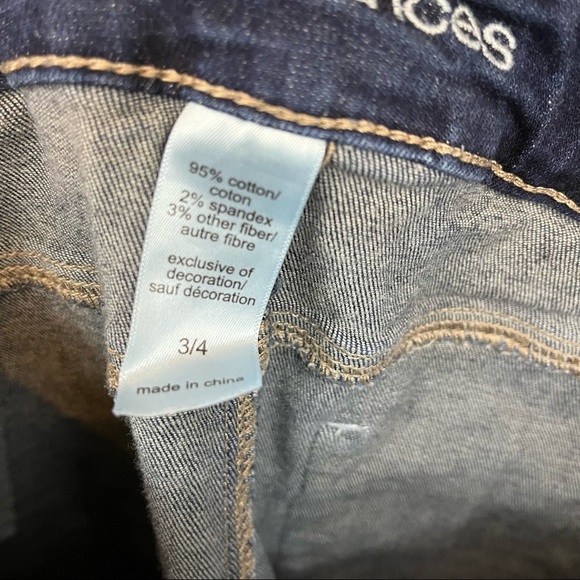 95% cotton/
coton
2% spandex
3% other fiber/
autre fibre
exclusive of
decoration/
sauf décoration
3/4
made in china